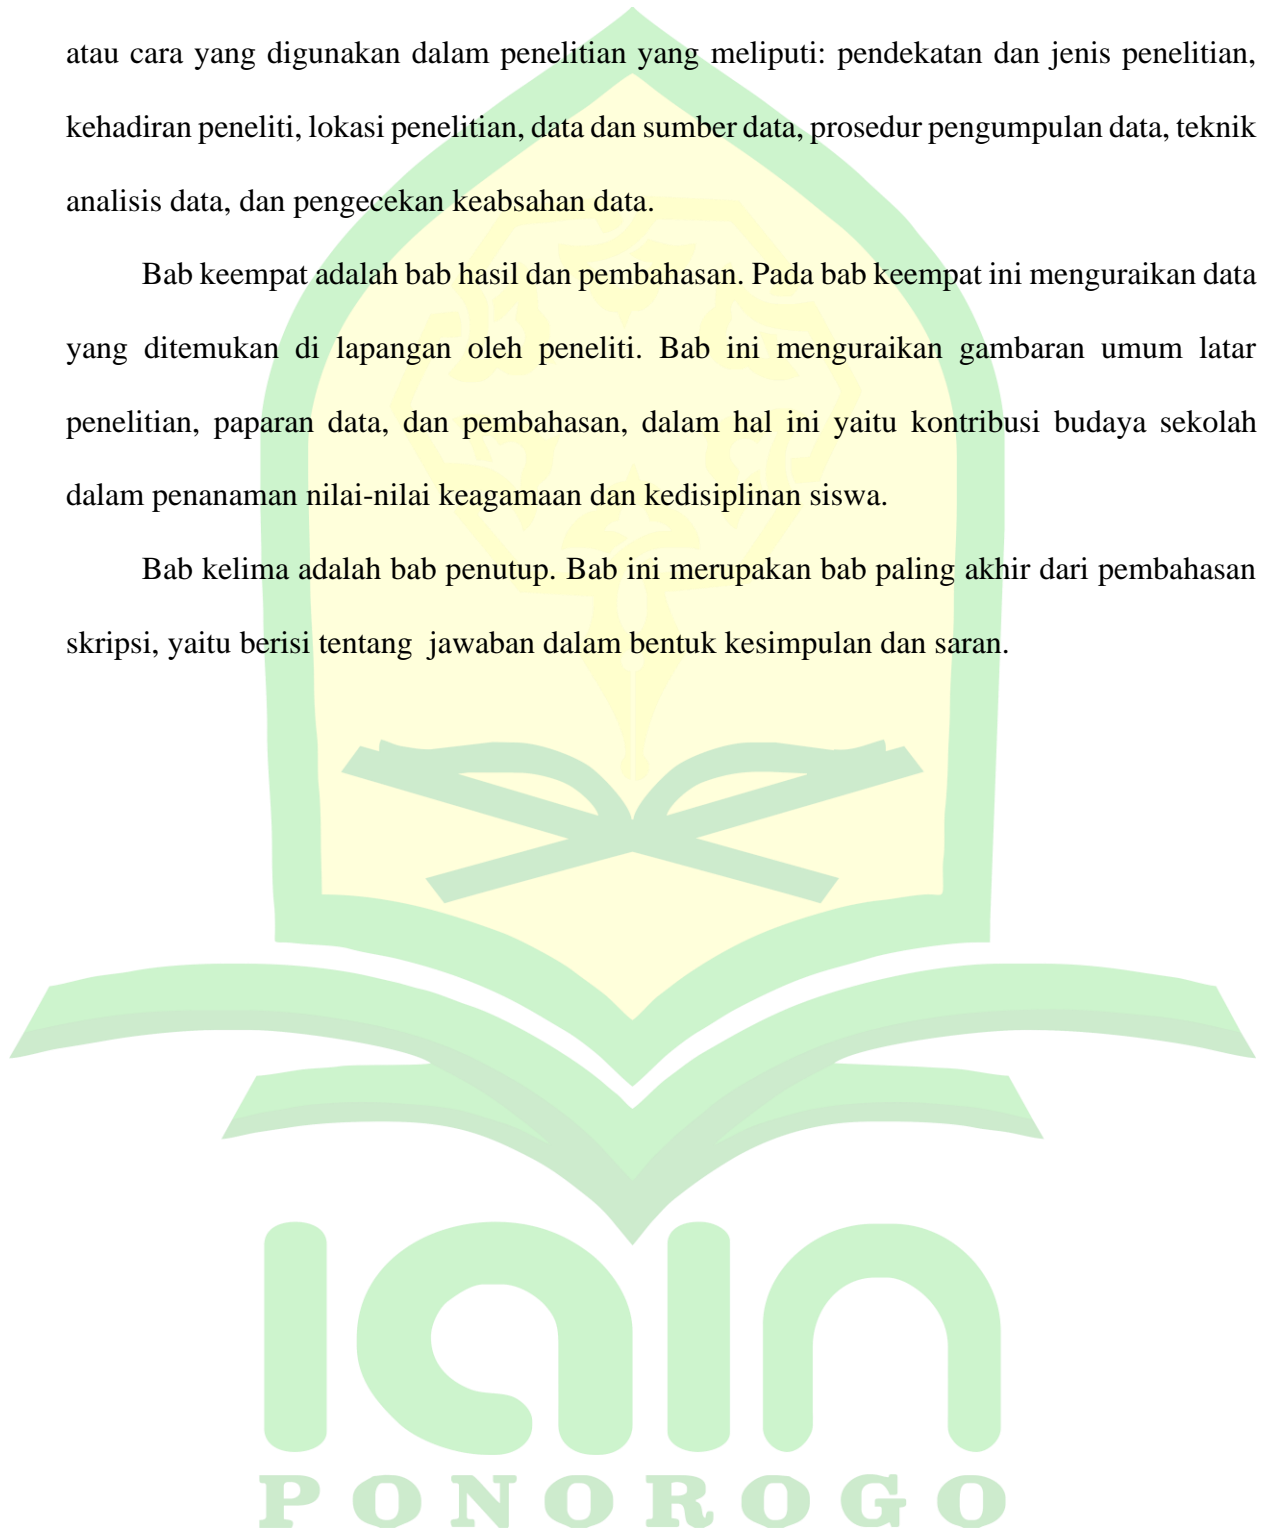 atau cara yang digunakan dalam penelitian yang meliputi: pendekatan dan jenis penelitian,
kehadiran peneliti, lokasi penelitian, data dan sumber data, prosedur pengumpulan data, teknik
analisis data, dan pengecekan keabsahan data.
Bab keempat adalah bab hasil dan pembahasan. Pada bab keempat ini menguraikan data
yang ditemukan di lapangan oleh peneliti. Bab ini menguraikan gambaran umum latar
penelitian, paparan data, dan pembahasan, dalam hal ini yaitu kontribusi budaya sekolah
dalam penanaman nilai-nilai keagamaan dan kedisiplinan siswa.
Bab kelima adalah bab penutup. Bab ini merupakan bab paling akhir dari pembahasan
skripsi, yaitu berisi tentang  jawaban dalam bentuk kesimpulan dan saran.
iain
PONOROGO